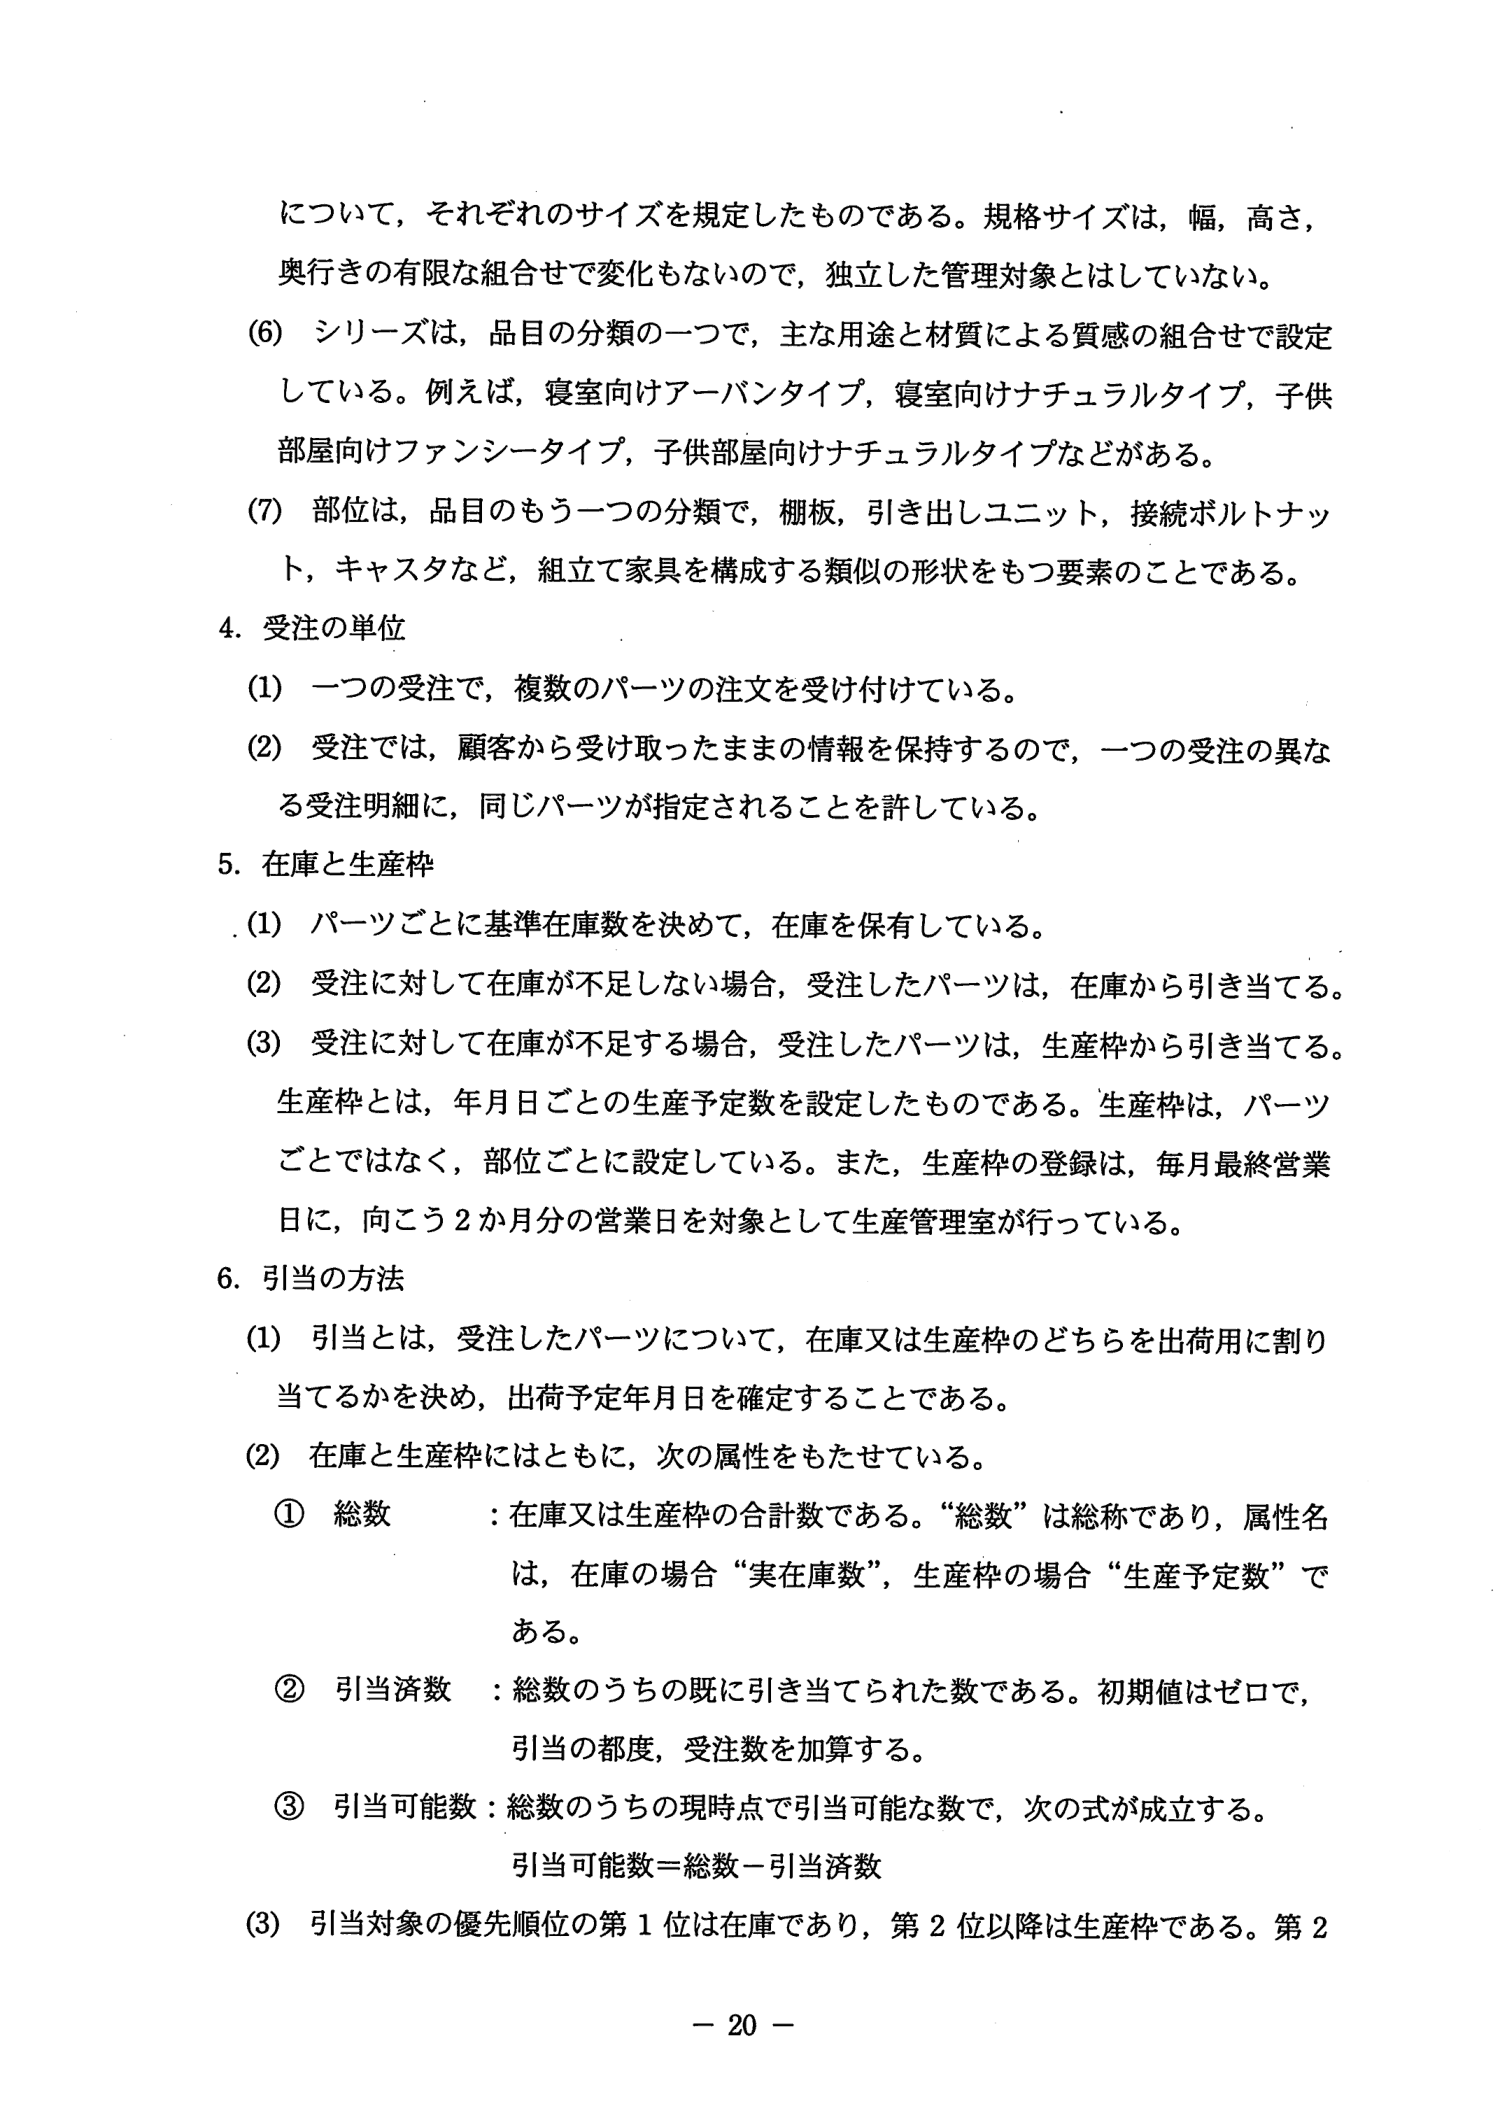 について，それぞれのサイズを規定したものである。規格サイズは，幅，高さ，
奥行きの有限な組合せで変化もないので，独立した管理対象とはしていない。
(6) シリーズは，品目の分類の一つで，主な用途と材質による質感の組合せで設定
している。例えば，寝室向けアーバンタイプ，寝室向けナチュラルタイプ，子供
部屋向けファンシータイプ，子供部屋向けナチュラルタイプなどがある。
(7) 部位は，品目のもう一つの分類で，棚板，引き出しユニット，接続ボルトナッ
ト，キャスタなど，組立て家具を構成する類似の形状をもつ要素のことである。
4. 受注の単位
(1) 一つの受注で，複数のパーツの注文を受け付けている。
(2) 受注では，顧客から受け取ったままの情報を保持するので，一つの受注の異な
る受注明細に，同じパーツが指定されることを許している。
5. 在庫と生産枠
(1) パーツごとに基準在庫数を決めて，在庫を保有している。
(2) 受注に対して在庫が不足しない場合，受注したパーツは，在庫から引き当てる。
(3) 受注に対して在庫が不足する場合，受注したパーツは，生産枠から引き当てる。
生産枠とは，年月日ごとの生産予定数を設定したものである。生産枠は，パーツ
ごとではなく，部位ごとに設定している。また，生産枠の登録は，毎月最終営業
日に，向こう2か月分の営業日を対象として生産管理室が行っている。
6. 引当の方法
(1) 引当とは，受注したパーツについて，在庫又は生産枠のどちらを出荷用に割り
当てるかを決め，出荷予定年月日を確定することである。
(2) 在庫と生産枠にはともに，次の属性をもたせている。
① 総数 ：在庫又は生産枠の合計数である。“総数”は総称であり，属性名
は，在庫の場合“実在庫数”，生産枠の場合“生産予定数”で
ある。
② 引当済数 ：総数のうちの既に引き当てられた数である。初期値はゼロで，
引当の都度，受注数を加算する。
③ 引当可能数：総数のうちの現時点で引当可能な数で，次の式が成立する。
引当可能数＝総数－引当済数
(3) 引当対象の優先順位の第1位は在庫であり，第2位以降は生産枠である。第2
－ 20 －